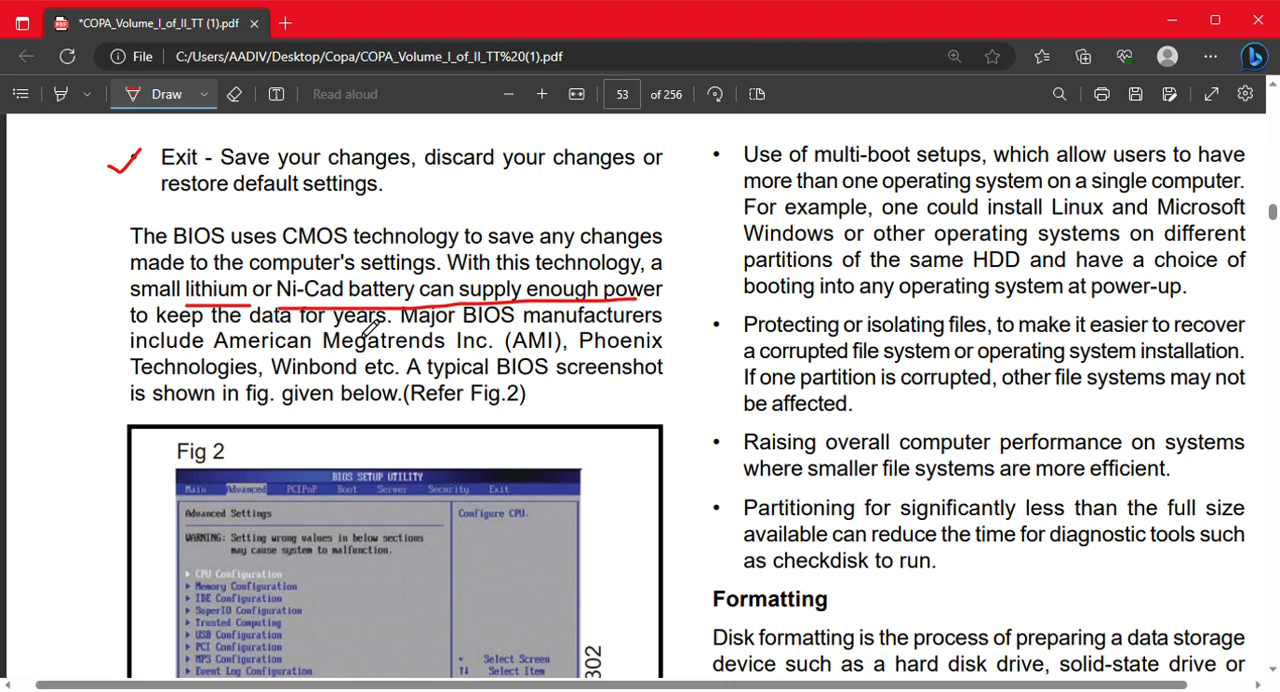 *COPA_Volume_I_of_II_TT (1).pdf
File
C:/Users/AADIV/Desktop/Copa/COPA_Volume_I_of_II_TT%20(1).pdf
Draw
Read aloud
53
of 256
Exit - Save your changes, discard your changes or
restore default settings.
The BIOS uses CMOS technology to save any changes
made to the computer's settings. With this technology, a
small lithium or Ni-Cad battery can supply enough power
to keep the data for years. Major BIOS manufacturers
include American Megatrends Inc. (AMI), Phoenix
Technologies, Winbond etc. A typical BIOS screenshot
is shown in fig. given below.(Refer Fig.2)
Fig 2
BIOS SETUP UTILITY
Main Advanced PCIPnP Boot Server Security Exit
Advanced Settings
WARNING: Setting wrong values in below sections
may cause system to malfunction.
CPU Configuration
Memory Configuration
IDE Configuration
SuperIO Configuration
Trusted Computing
USB Configuration
PCI Configuration
MPS Configuration
Event Log Configuration
Configure CPU.
Select Screen
↑↓ Select Item
302
• Use of multi-boot setups, which allow users to have
more than one operating system on a single computer.
For example, one could install Linux and Microsoft
Windows or other operating systems on different
partitions of the same HDD and have a choice of
booting into any operating system at power-up.
• Protecting or isolating files, to make it easier to recover
a corrupted file system or operating system installation.
If one partition is corrupted, other file systems may not
be affected.
• Raising overall computer performance on systems
where smaller file systems are more efficient.
• Partitioning for significantly less than the full size
available can reduce the time for diagnostic tools such
as checkdisk to run.
Formatting
Disk formatting is the process of preparing a data storage
device such as a hard disk drive, solid-state drive or